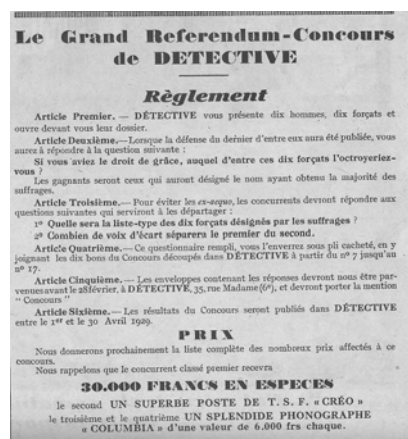 Le Grand Referendum-Concours
de DETECTIVE
Règlement
Article Premier. — DÉTECTIVE vous présente dix hommes, dix forçats et
ouvre devant vous leur dossier.
Article Deuxième. — Lorsque la défense du dernier d'entre eux aura été publiée, vous
aurez à répondre à la question suivante :
Si vous aviez le droit de grâce, auquel d'entre ces dix forçats l'octroyeriez-
vous ?
Les gagnants seront ceux qui auront désigné le nom ayant obtenu la majorité des
suffrages.
Article Troisième. — Pour éviter les ex-æquo, les concurrents devront répondre aux
questions suivantes qui serviront à les départager :
1º Quelle sera la liste-type des dix forçats désignés par les suffrages ?
2º Combien de voix d'écart séparera le premier du second.
Article Quatrième. — Ce questionnaire rempli, vous l'enverrez sous pli cacheté, en y
joignant les dix bons du Concours découpés dans DÉTECTIVE à partir du nº 7 jusqu'au
nº 17.
Article Cinquième. — Les enveloppes contenant les réponses devront nous être par-
venues avant le 28 février, à DÉTECTIVE, 35, rue Madame (6e), et devront porter la mention
" Concours "
Article Sixième. — Les résultats du Concours seront publiés dans DÉTECTIVE
entre le 1er et le 30 Avril 1929.
PRIX
Nous donnerons prochainement la liste complète des nombreux prix affectés à ce
concours.
Nous rappelons que le concurrent classé premier recevra
30.000 FRANCS EN ESPECES
le second UN SUPERBE POSTE DE T. S. F. « CRÉO »
le troisième et le quatrième UN SPLENDIDE PHONOGRAPHE
« COLUMBIA » d'une valeur de 6.000 frs chaque.